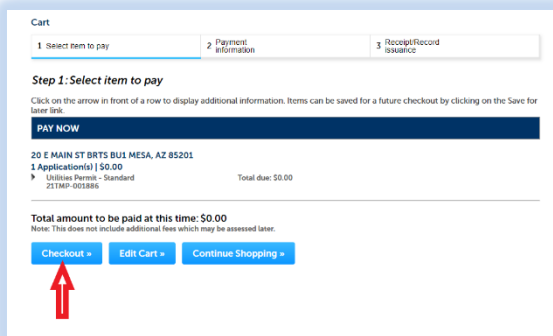 Cart
1 Select item to pay
2 Payment information
3 Receipt/Record issuance
Step 1: Select item to pay
Click on the arrow in front of a row to display additional information. Items can be saved for a future checkout by clicking on the Save for
later link.
PAY NOW
20 E MAIN ST BRTS BU1 MESA, AZ 85201
1 Application(s) | $0.00
Utilities Permit - Standard Total due: $0.00
21TMP-001886
Total amount to be paid at this time: $0.00
Note: This does not include additional fees which may be assessed later.
Checkout » Edit Cart » Continue Shopping »